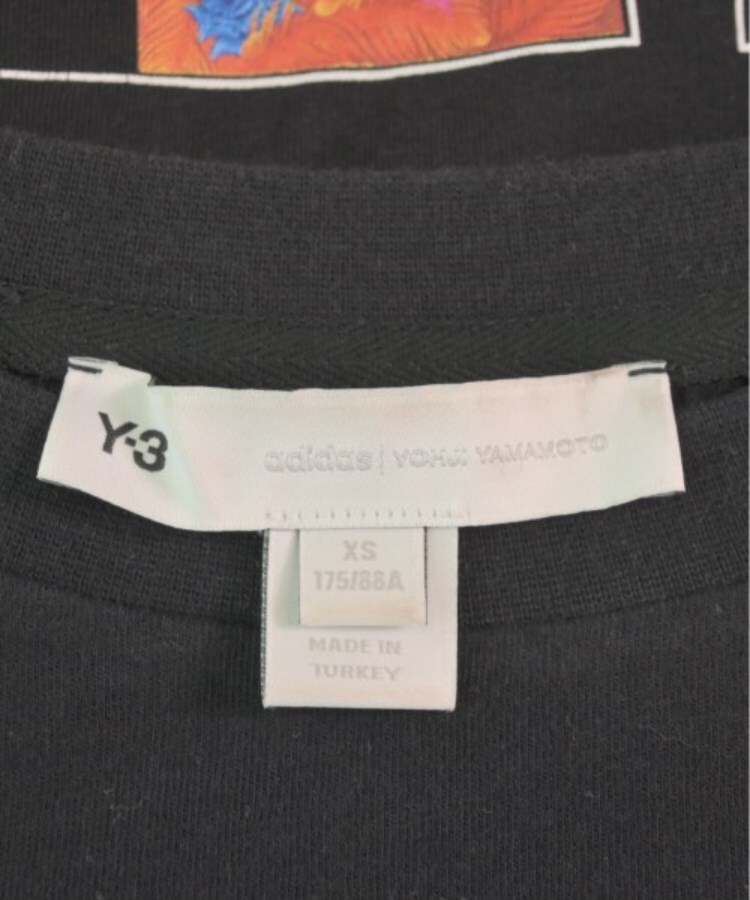 Y-3
adidas | YOHJI YAMAMOTO
XS
175/88A
MADE IN
TURKEY